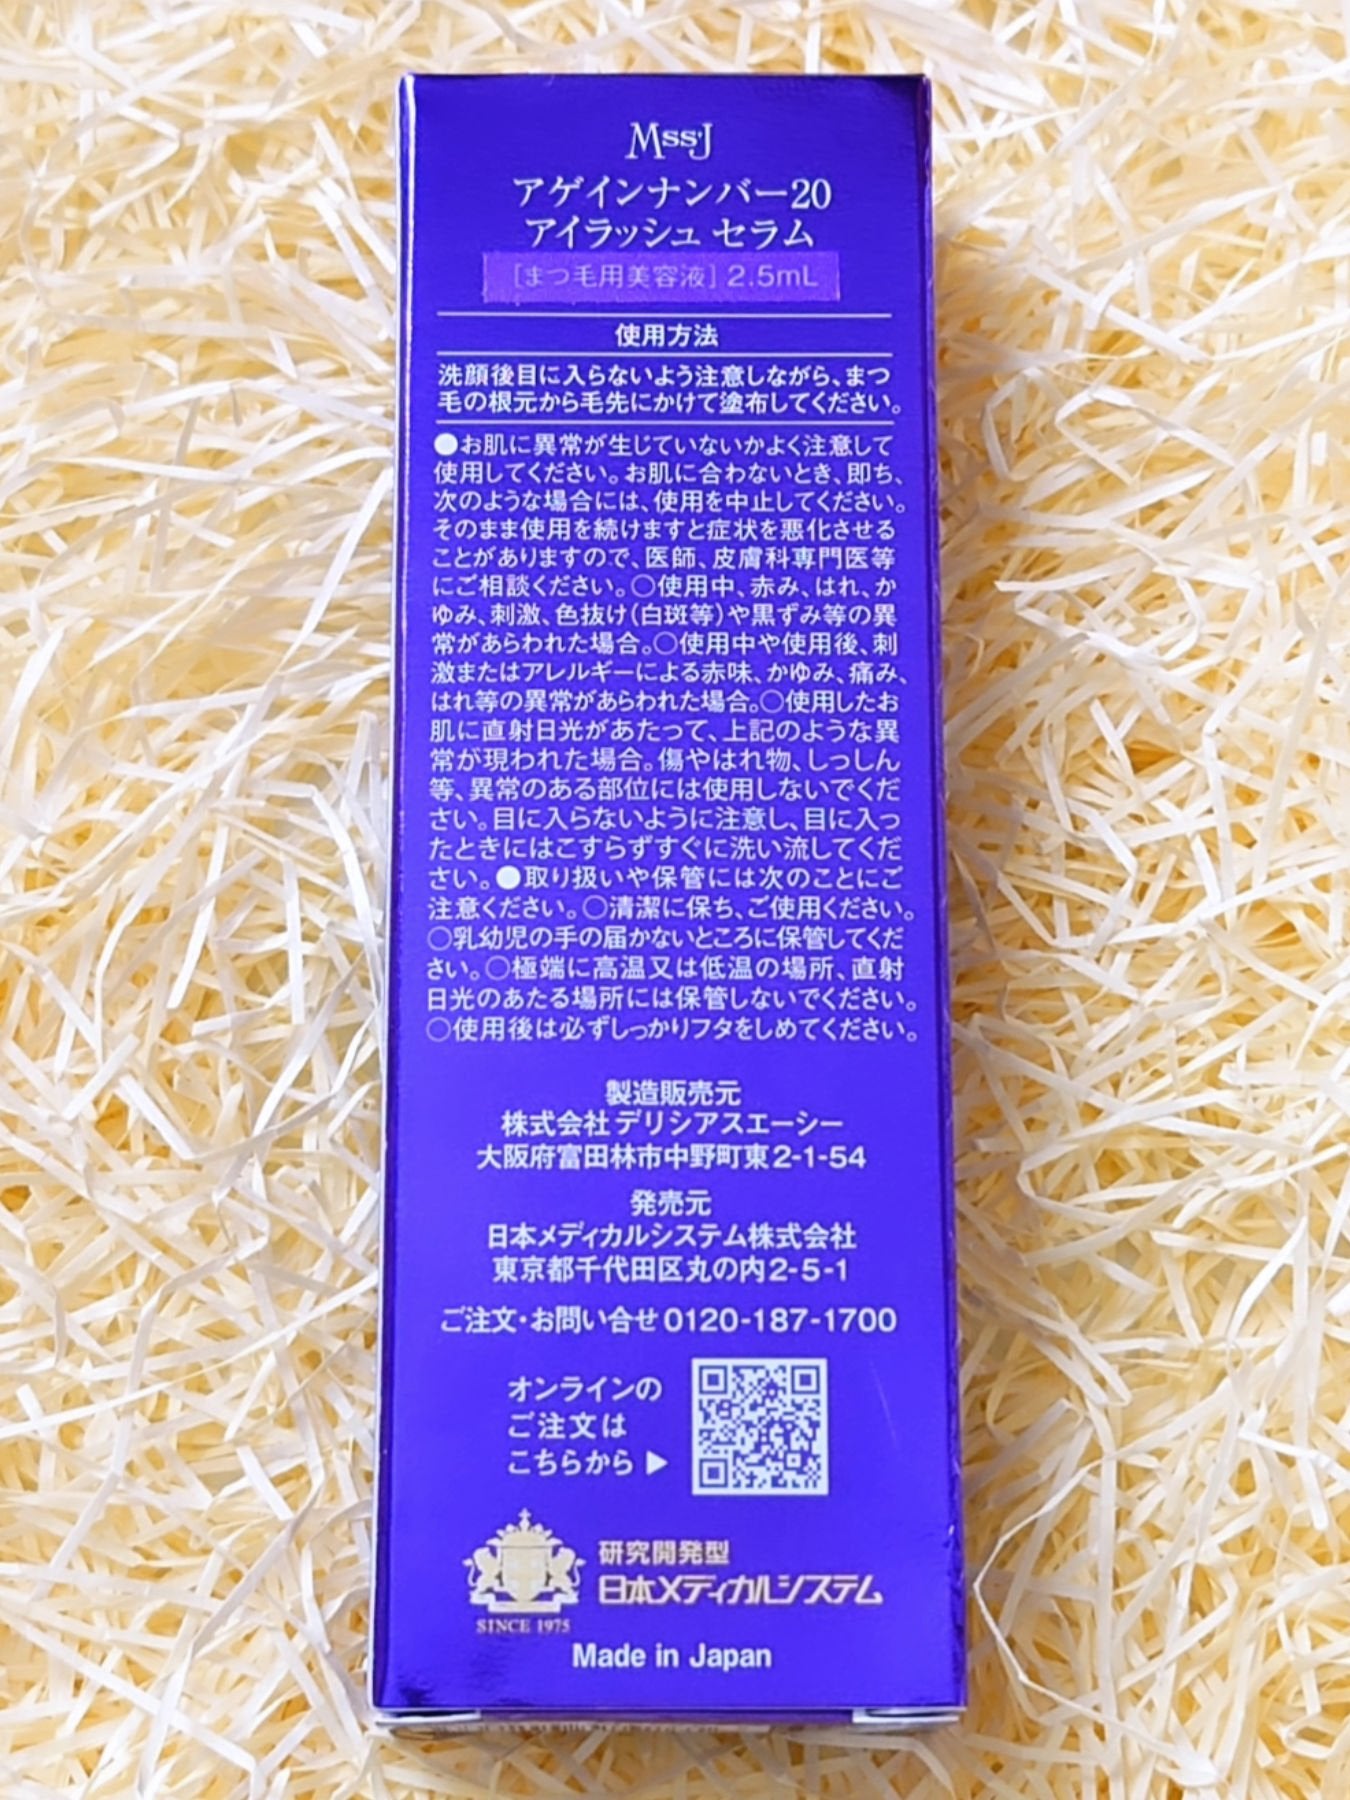 Mss·J
アゲインナンバー20
アイラッシュ セラム
[まつ毛用美容液] 2.5mL
使用方法
洗顔後目に入らないよう注意しながら、まつ
毛の根元から毛先にかけて塗布してください。
●お肌に異常が生じていないかよく注意して
使用してください。お肌に合わないとき、即ち、
次のような場合には、使用を中止してください。
そのまま使用を続けますと症状を悪化させる
ことがありますので、医師、皮膚科専門医等
にご相談ください。○使用中、赤み、はれ、か
ゆみ、刺激、色抜け(白斑等)や黒ずみ等の異
常があらわれた場合。○使用中や使用後、刺
激またはアレルギーによる赤味、かゆみ、痛み、
はれ等の異常があらわれた場合。○使用したお
肌に直射日光があたって、上記のような異
常が現われた場合。傷やはれ物、しっしん
等、異常のある部位には使用しないでくだ
さい。目に入らないように注意し、目に入っ
たときにはこすらずすぐに洗い流してくだ
さい。●取り扱いや保管には次のことにご
注意ください。○清潔に保ち、ご使用ください。
○乳幼児の手の届かないところに保管してくだ
さい。○極端に高温又は低温の場所、直射
日光のあたる場所には保管しないでください。
○使用後は必ずしっかりフタをしめてください。
製造販売元
株式会社デリシアスエーシー
大阪府富田林市中野町東2-1-54
発売元
日本メディカルシステム株式会社
東京都千代田区丸の内2-5-1
ご注文・お問い合せ 0120-187-1700
オンラインの
ご注文は
こちらから ▶
研究開発型
日本メディカルシステム
SINCE 1975
Made in Japan